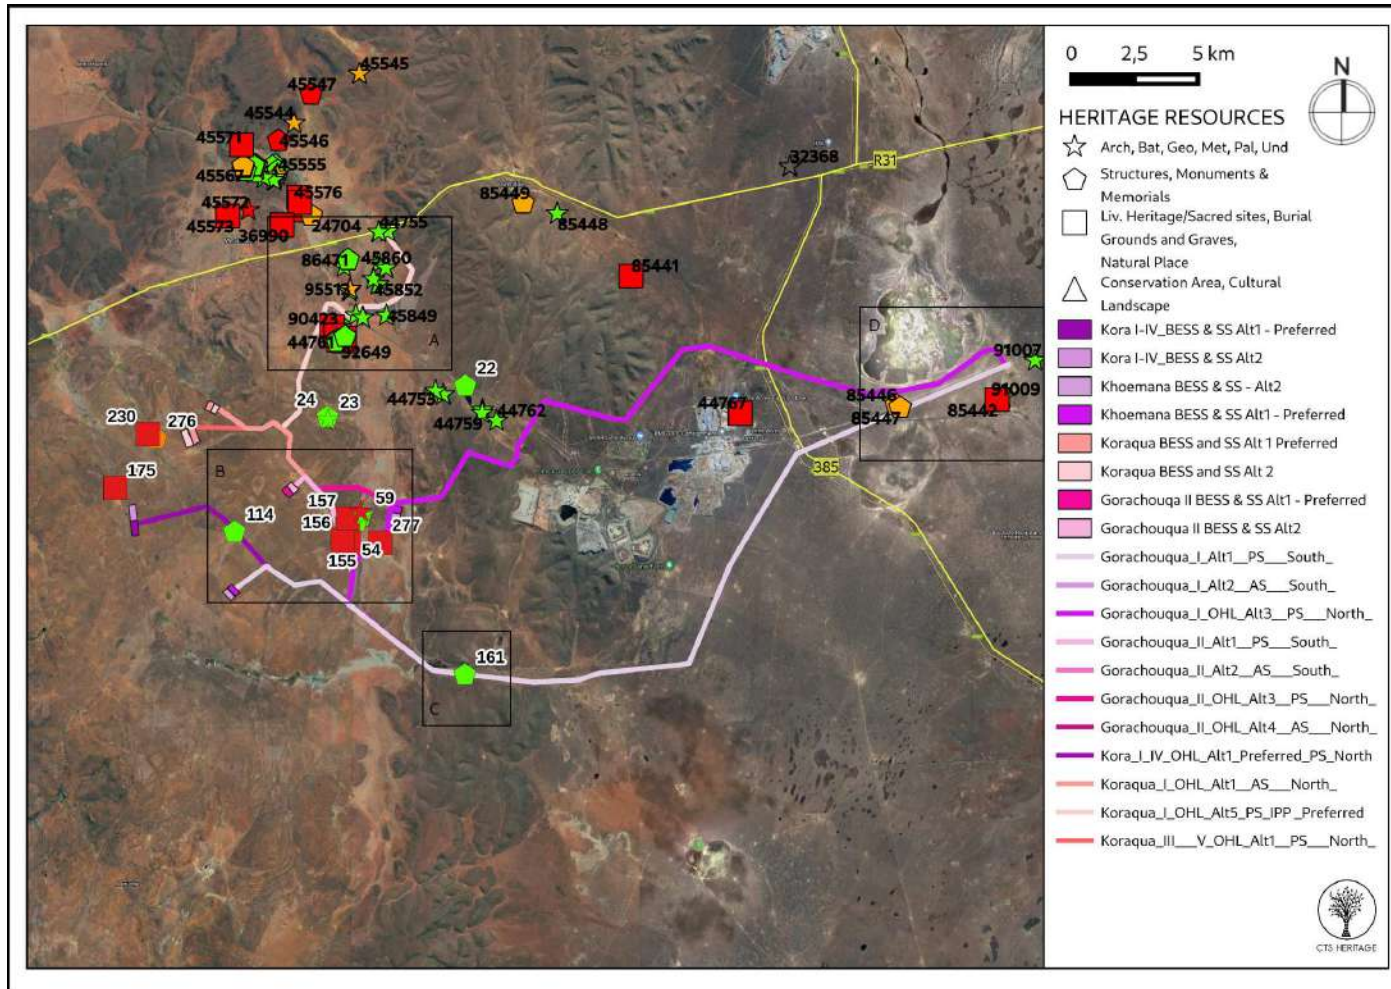 45545
45547
45544
45571
45546
45555
45567
45576
45572
45573
24704
44755
36990
86471
45860
95512
45852
90423
45849
44761
52649
A
85449
85448
32368
R31
85441
D
91007
91009
85446
85442
85447
44767
385
22
24
23
44753
44762
44759
230
276
175
B
157
59
156
114
277
54
155
161
C
0 2,5 5 km
N
HERITAGE RESOURCES
Arch, Bat, Geo, Met, Pal, Und
Structures, Monuments &
Memorials
Liv. Heritage/Sacred sites, Burial
Grounds and Graves,
Natural Place
Conservation Area, Cultural
Landscape
Kora I-IV_BESS & SS Alt1 - Preferred
Kora I-IV_BESS & SS Alt2
Khoemana BESS & SS - Alt2
Khoemana BESS & SS Alt1 - Preferred
Koraqua BESS and SS Alt 1 Preferred
Koraqua BESS and SS Alt 2
Gorachouqa II BESS & SS Alt1 - Preferred
Gorachouqua II BESS & SS Alt2
Gorachouqua_I_Alt1__PS___South_
Gorachouqua_I_Alt2__AS___South_
Gorachouqua_I_OHL_Alt3__PS___North_
Gorachouqua_II_Alt1__PS___South_
Gorachouqua_II_Alt2__AS___South_
Gorachouqua_II_OHL_Alt3__PS___North_
Gorachouqua_II_OHL_Alt4__AS___North_
Kora_I_IV_OHL_Alt1_Preferred_PS_North
Koraqua_I_OHL_Alt1__AS___North_
Koraqua_I_OHL_Alt5_PS_IPP_Preferred
Koraqua_III___V_OHL_Alt1__PS___North_
CTS HERITAGE